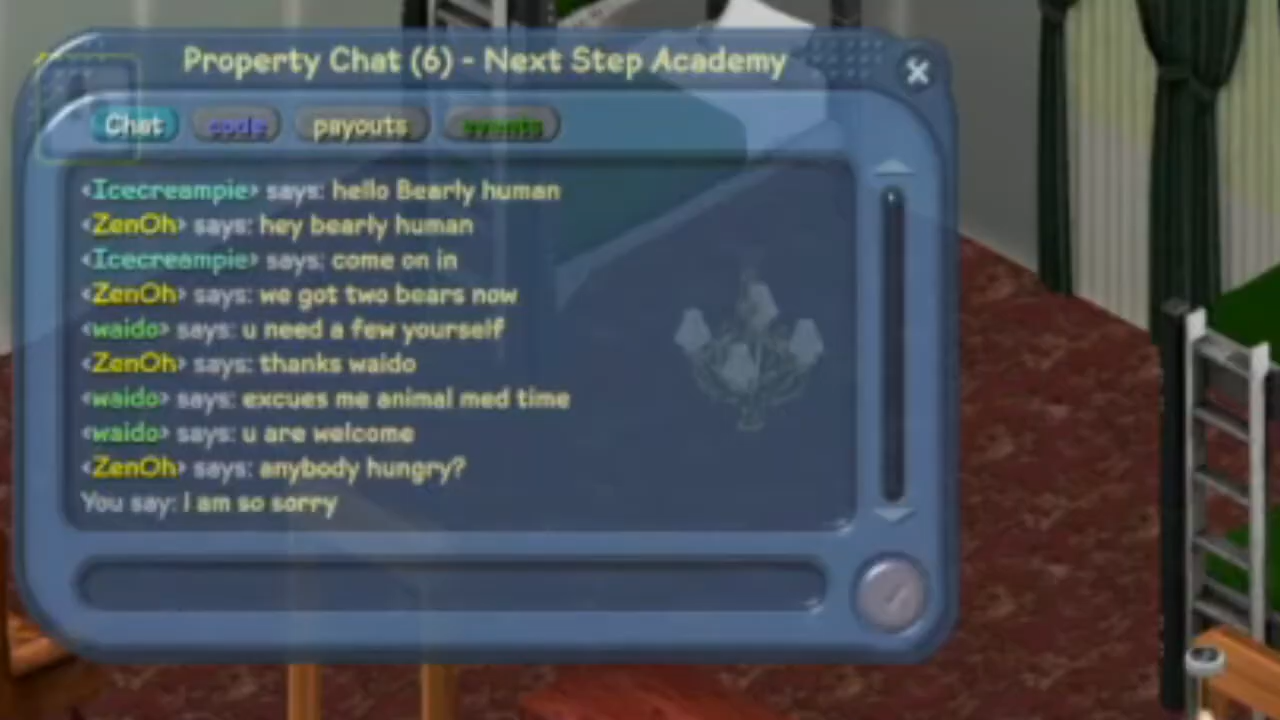 Property Chat (6) - Next Step Academy
Chat code payouts events
<Icecreampie> says: hello Bearly human
<ZenOh> says: hey bearly human
<Icecreampie> says: come on in
<ZenOh> says: we got two bears now
<waido> says: u need a few yourself
<ZenOh> says: thanks waido
<waido> says: excues me animal med time
<waido> says: u are welcome
<ZenOh> says: anybody hungry?
You say: I am so sorry